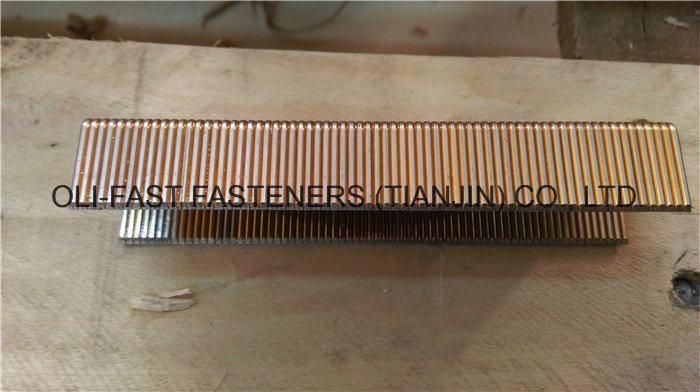 OLI-FAST FASTENERS (TIANJIN) CO., LTD